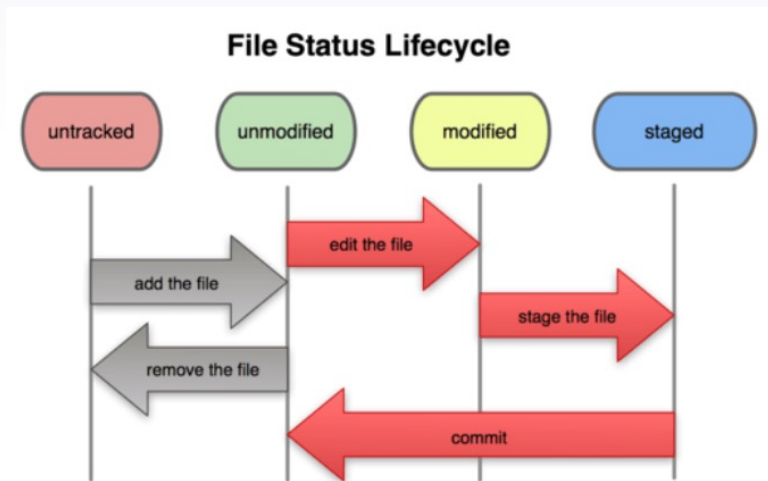 File Status Lifecycle
untracked
unmodified
modified
staged
edit the file
add the file
stage the file
remove the file
commit